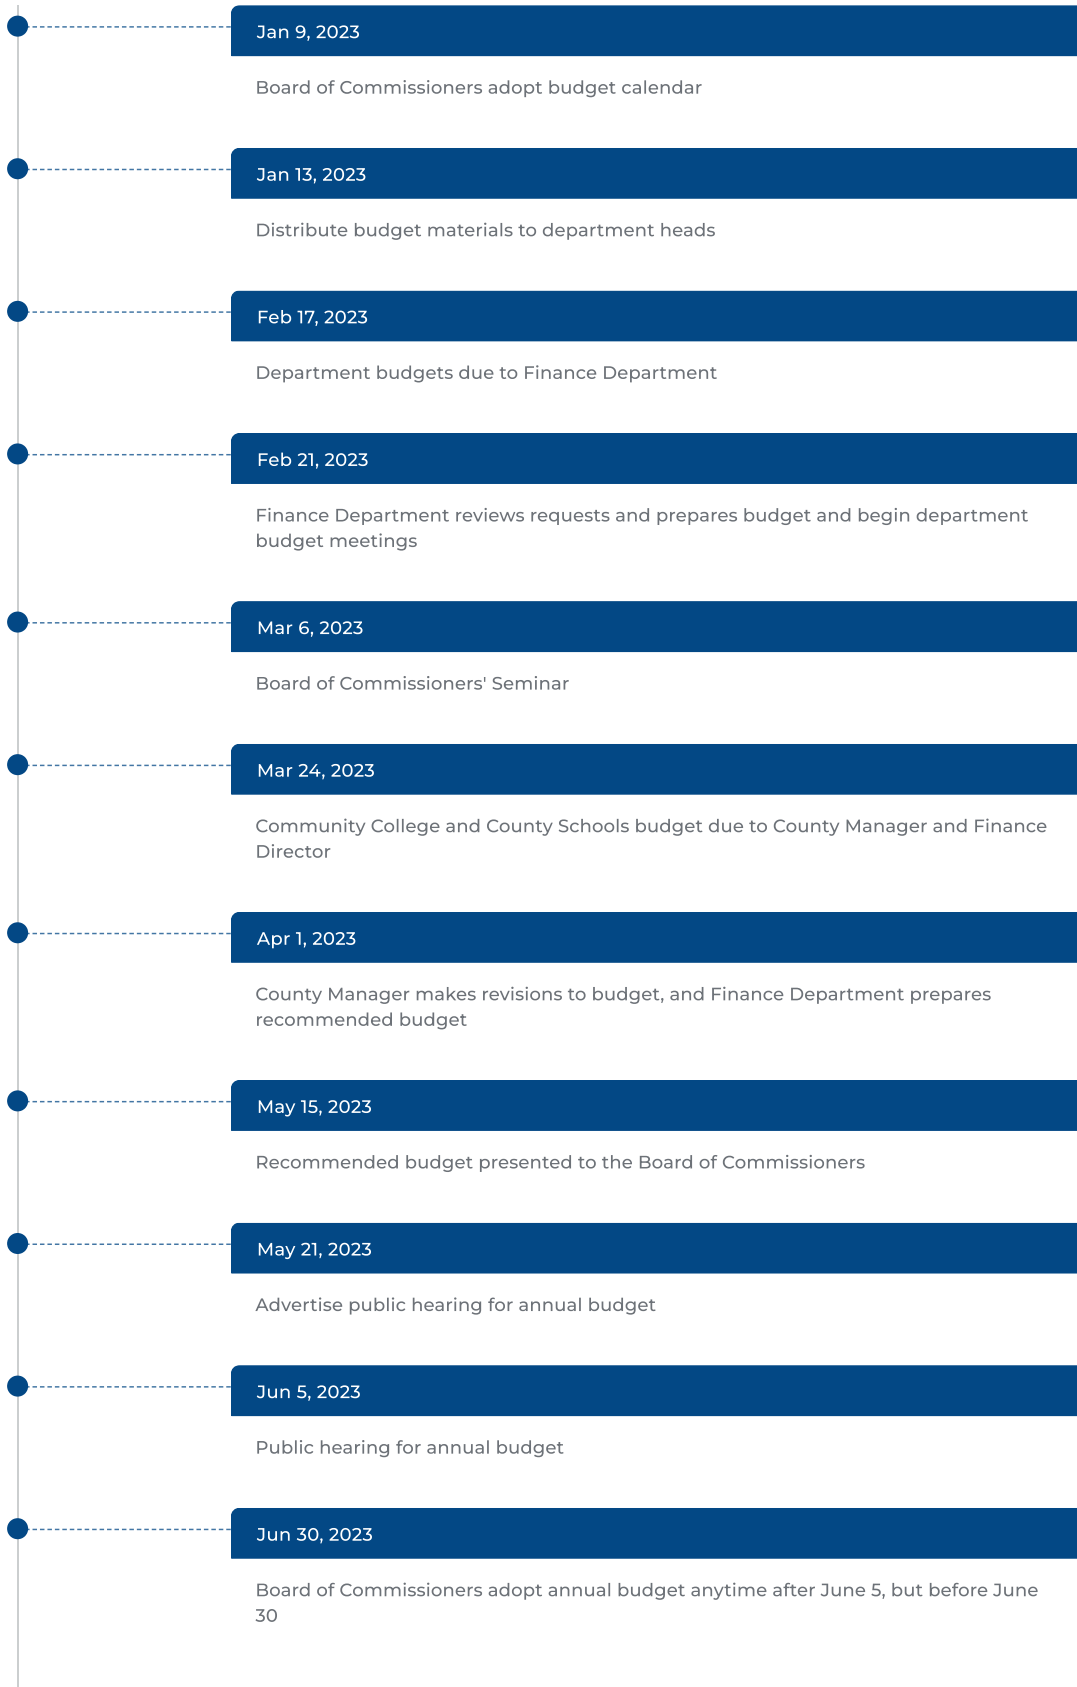 Jan 9, 2023
Board of Commissioners adopt budget calendar
Jan 13, 2023
Distribute budget materials to department heads
Feb 17, 2023
Department budgets due to Finance Department
Feb 21, 2023
Finance Department reviews requests and prepares budget and begin department
budget meetings
Mar 6, 2023
Board of Commissioners' Seminar
Mar 24, 2023
Community College and County Schools budget due to County Manager and Finance
Director
Apr 1, 2023
County Manager makes revisions to budget, and Finance Department prepares
recommended budget
May 15, 2023
Recommended budget presented to the Board of Commissioners
May 21, 2023
Advertise public hearing for annual budget
Jun 5, 2023
Public hearing for annual budget
Jun 30, 2023
Board of Commissioners adopt annual budget anytime after June 5, but before June
30